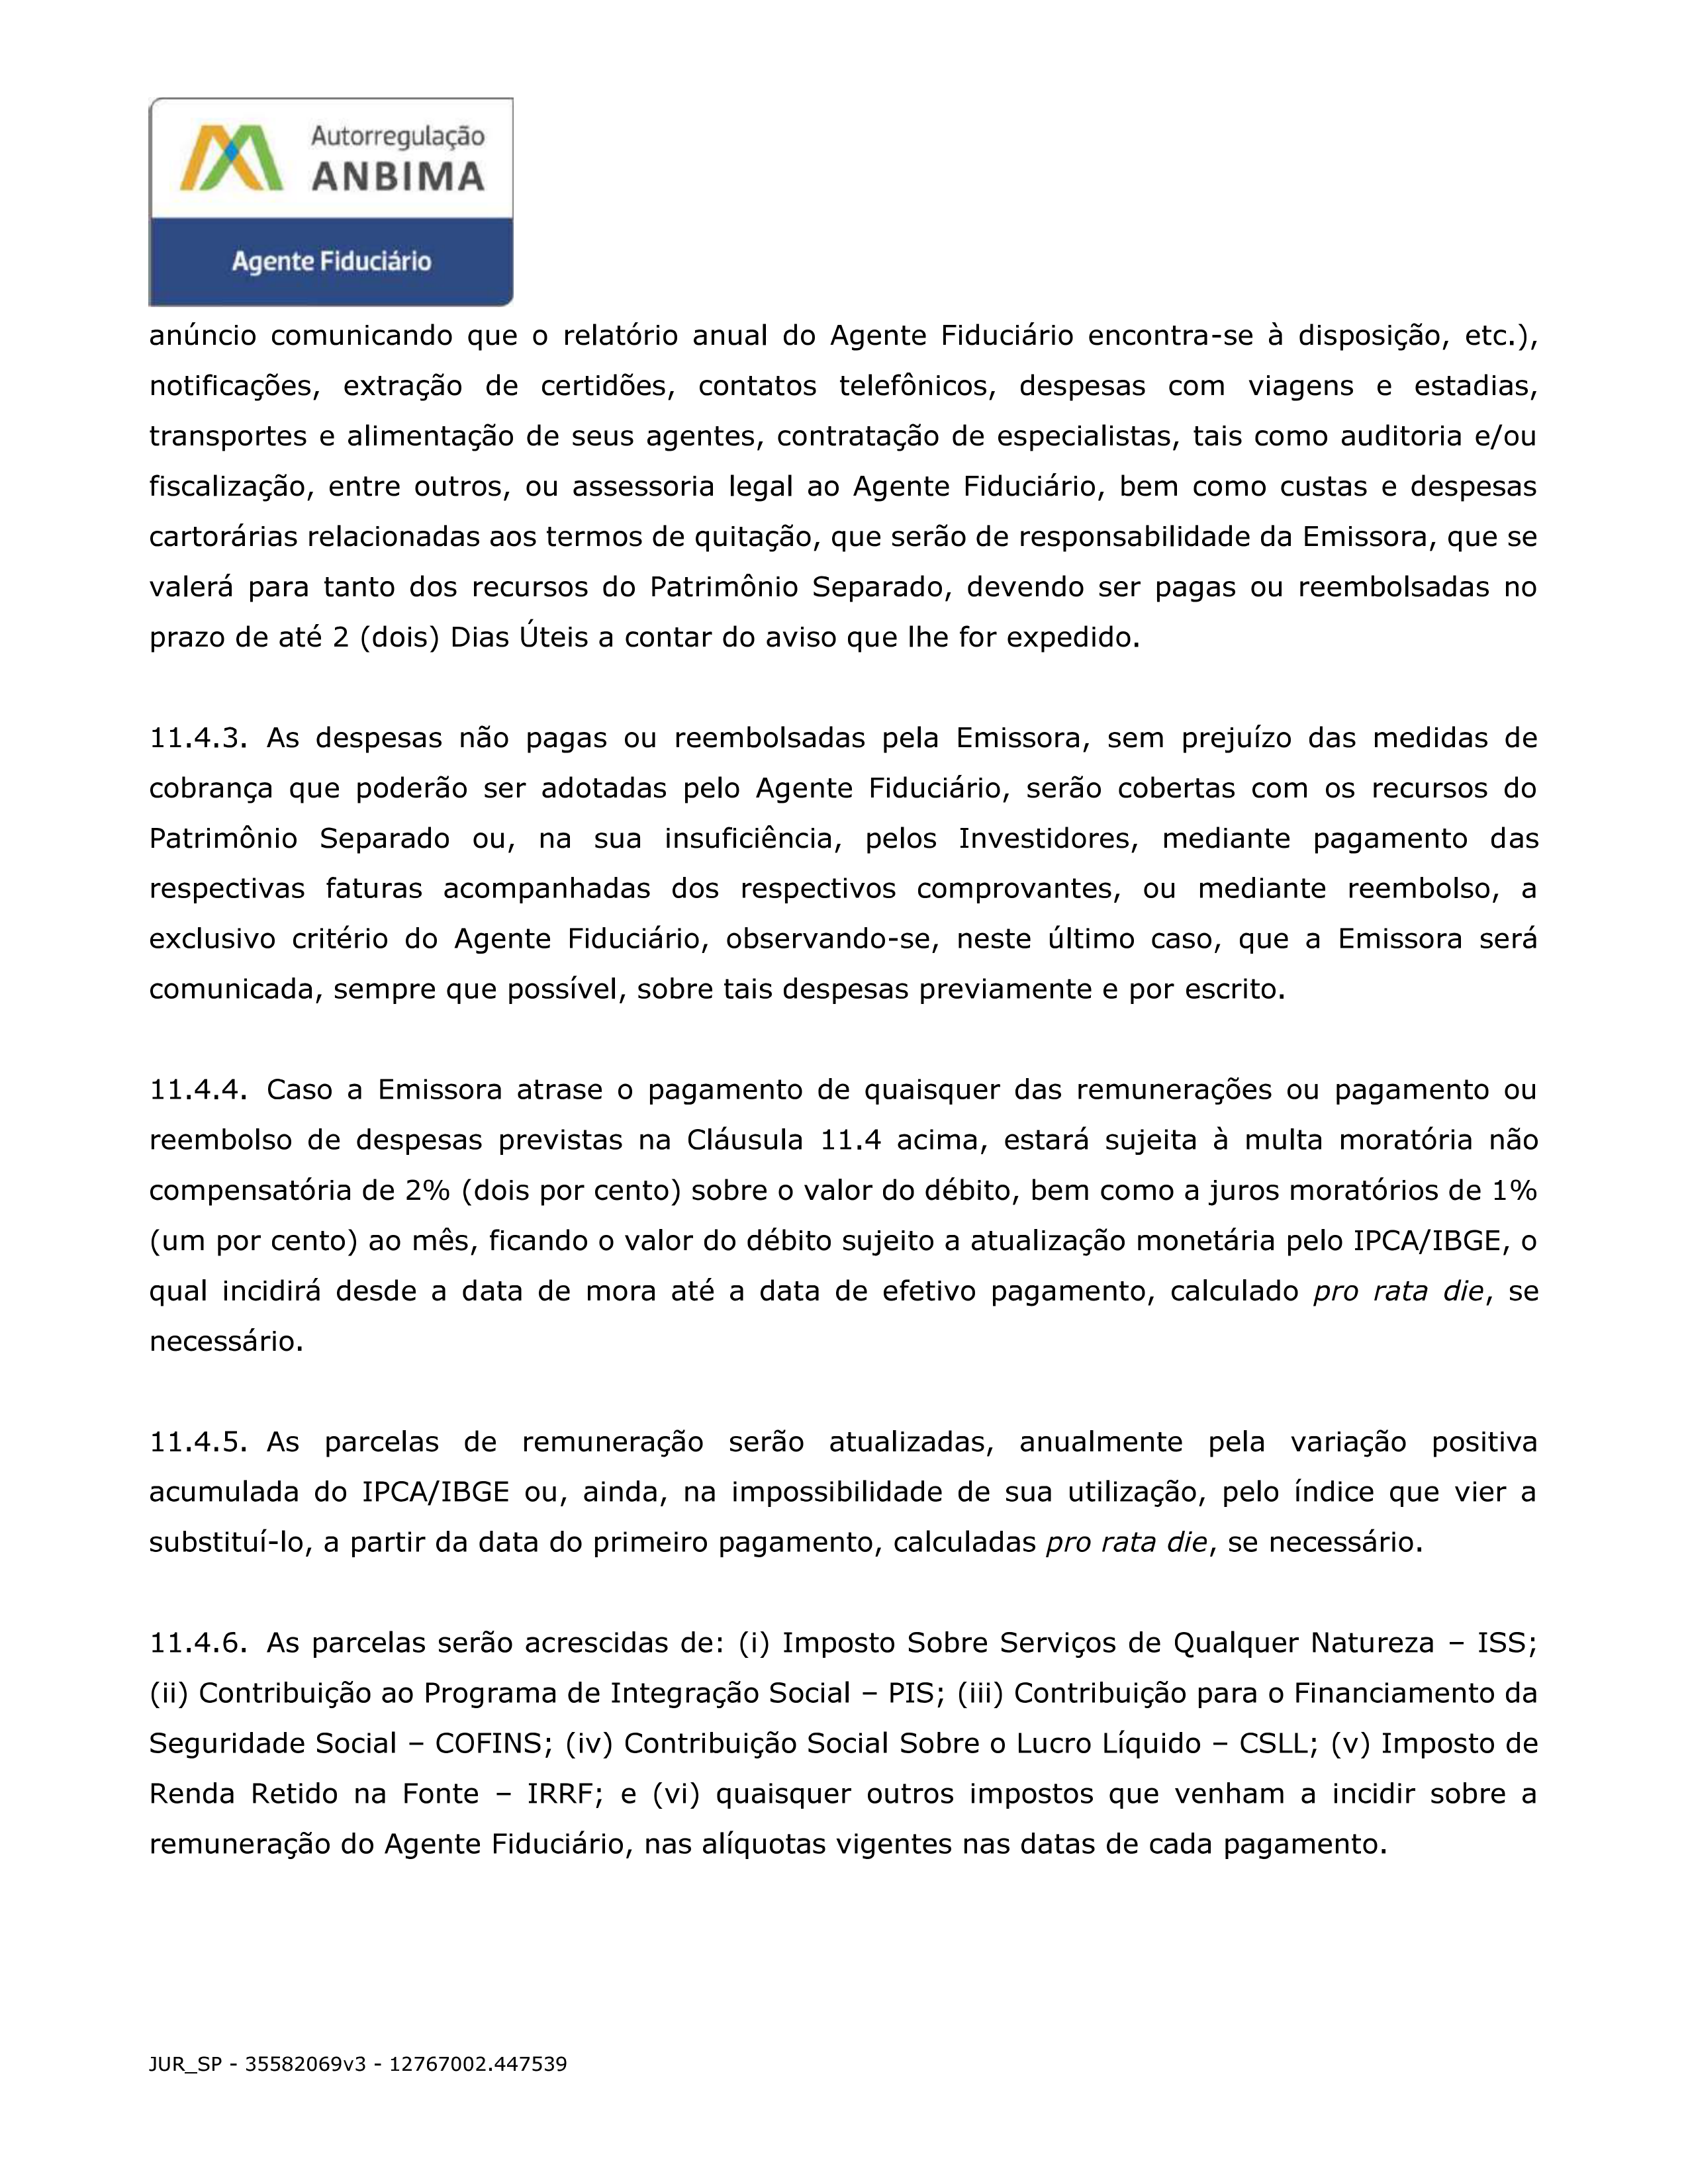 Autorregulação
ANBIMA
Agente Fiduciário
anúncio comunicando que o relatório anual do Agente Fiduciário encontra-se à disposição, etc.),
notificações, extração de certidões, contatos telefônicos, despesas com viagens e estadias,
transportes e alimentação de seus agentes, contratação de especialistas, tais como auditoria e/ou
fiscalização, entre outros, ou assessoria legal ao Agente Fiduciário, bem como custas e despesas
cartorárias relacionadas aos termos de quitação, que serão de responsabilidade da Emissora, que se
valerá para tanto dos recursos do Patrimônio Separado, devendo ser pagas ou reembolsadas no
prazo de até 2 (dois) Dias Úteis a contar do aviso que lhe for expedido.
11.4.3. As despesas não pagas ou reembolsadas pela Emissora, sem prejuízo das medidas de
cobrança que poderão ser adotadas pelo Agente Fiduciário, serão cobertas com os recursos do
Patrimônio Separado ou, na sua insuficiência, pelos Investidores, mediante pagamento das
respectivas faturas acompanhadas dos respectivos comprovantes, ou mediante reembolso, a
exclusivo critério do Agente Fiduciário, observando-se, neste último caso, que a Emissora será
comunicada, sempre que possível, sobre tais despesas previamente e por escrito.
11.4.4. Caso a Emissora atrase o pagamento de quaisquer das remunerações ou pagamento ou
reembolso de despesas previstas na Cláusula 11.4 acima, estará sujeita à multa moratória não
compensatória de 2% (dois por cento) sobre o valor do débito, bem como a juros moratórios de 1%
(um por cento) ao mês, ficando o valor do débito sujeito a atualização monetária pelo IPCA/IBGE, o
qual incidirá desde a data de mora até a data de efetivo pagamento, calculado pro rata die, se
necessário.
11.4.5. As parcelas de remuneração serão atualizadas, anualmente pela variação positiva
acumulada do IPCA/IBGE ou, ainda, na impossibilidade de sua utilização, pelo índice que vier a
substituí-lo, a partir da data do primeiro pagamento, calculadas pro rata die, se necessário.
11.4.6. As parcelas serão acrescidas de: (i) Imposto Sobre Serviços de Qualquer Natureza – ISS;
(ii) Contribuição ao Programa de Integração Social – PIS; (iii) Contribuição para o Financiamento da
Seguridade Social – COFINS; (iv) Contribuição Social Sobre o Lucro Líquido – CSLL; (v) Imposto de
Renda Retido na Fonte – IRRF; e (vi) quaisquer outros impostos que venham a incidir sobre a
remuneração do Agente Fiduciário, nas alíquotas vigentes nas datas de cada pagamento.
JUR_SP - 35582069v3 - 12767002.447539